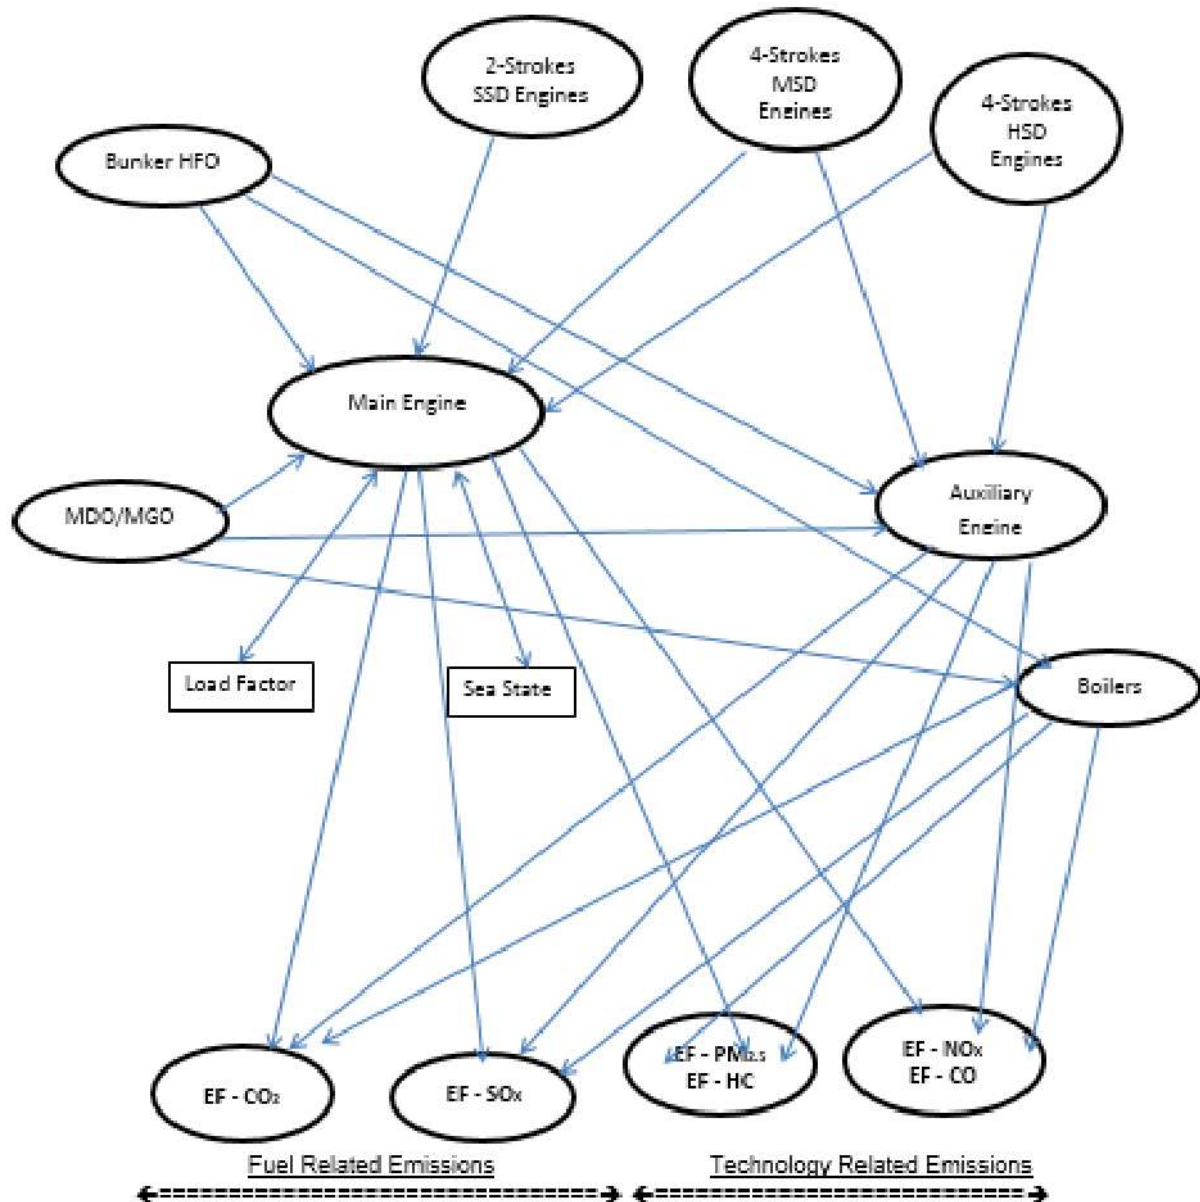 2-Strokes
SSD Engines
4-Strokes
MSD
Eneines
4-Strokes
HSD
Engines
Bunker HFO
Main Engine
MDO/MGO
Auxiliary
Eneine
Load Factor
Sea State
Boilers
EF - CO₂
EF - SOx
EF - PM₂.₅
EF - HC
EF - NOx
EF - CO
Fuel Related Emissions
Technology Related Emissions